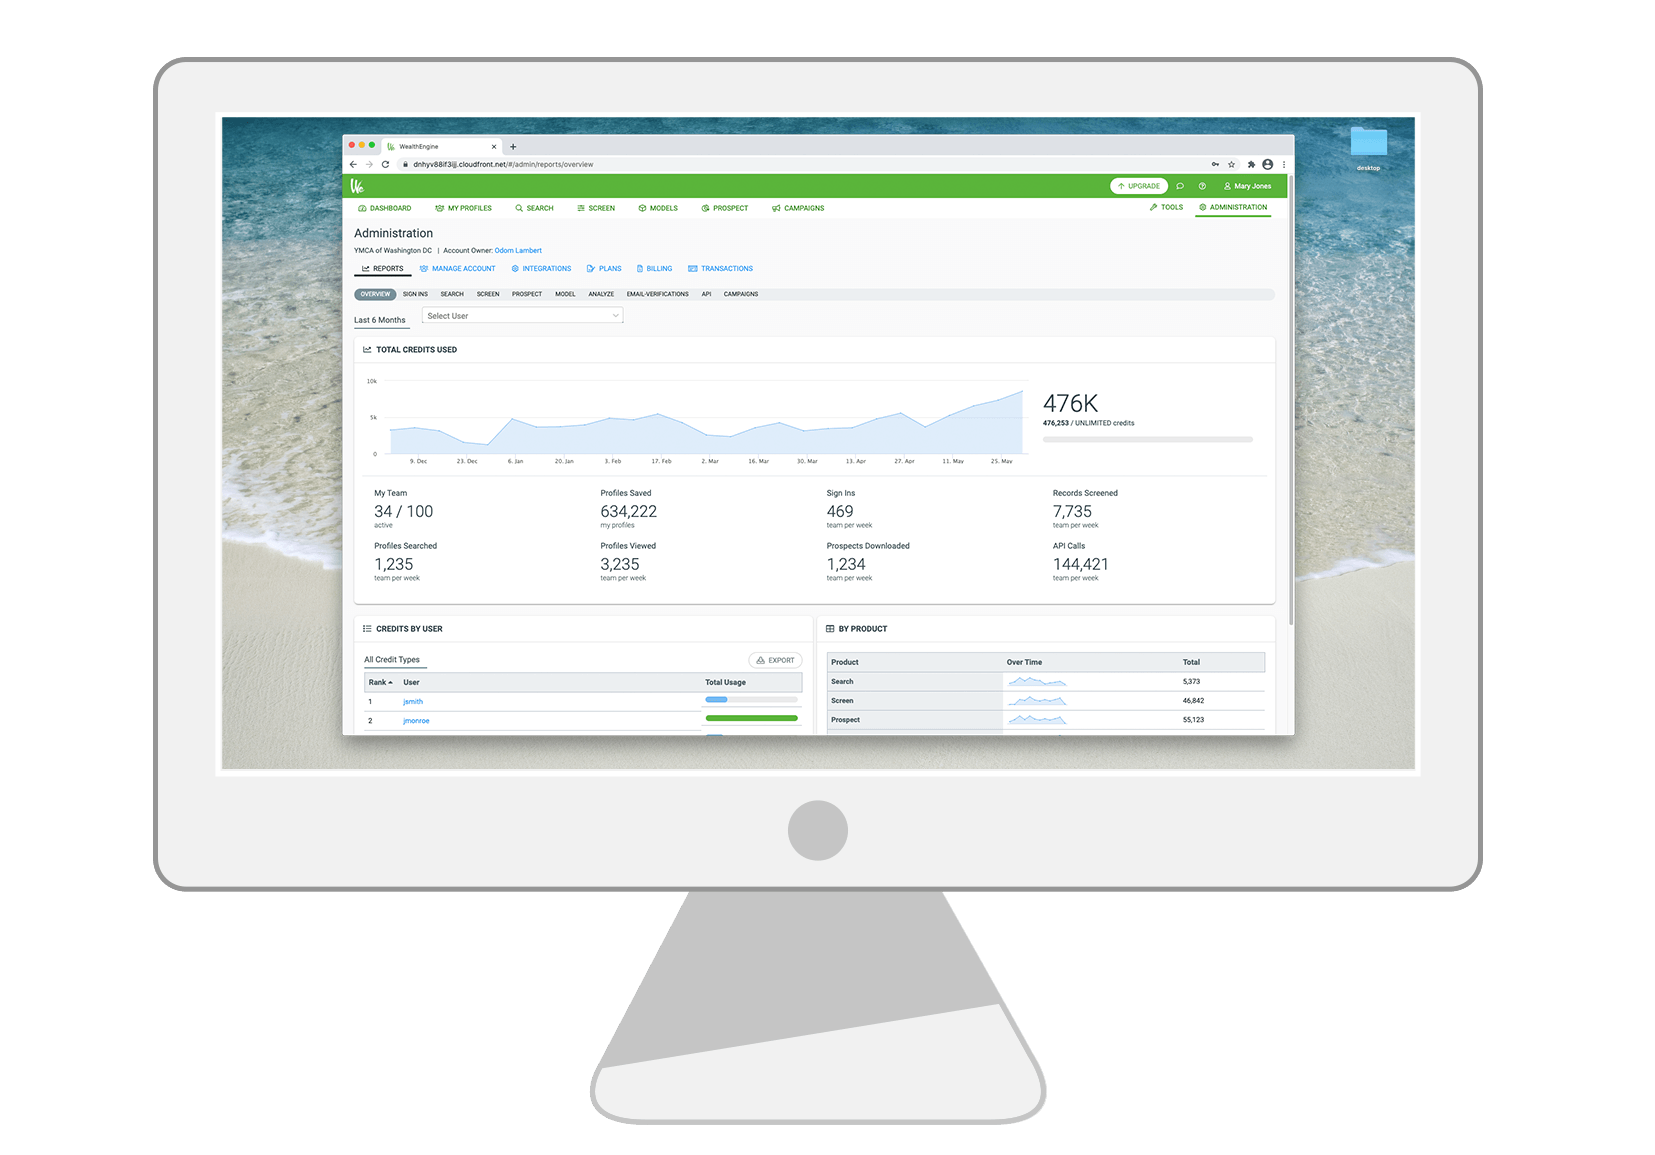 desktop
WealthEngine
dnhyv88if3ijj.cloudfront.net/#/admin/reports/overview
We
UPGRADE
Mary Jones
DASHBOARD MY PROFILES SEARCH SCREEN MODELS PROSPECT CAMPAIGNS TOOLS ADMINISTRATION
Administration
YMCA of Washington DC | Account Owner: Odom Lambert
REPORTS MANAGE ACCOUNT INTEGRATIONS PLANS BILLING TRANSACTIONS
OVERVIEW SIGN INS SEARCH SCREEN PROSPECT MODEL ANALYZE EMAIL-VERIFICATIONS API CAMPAIGNS
Last 6 Months Select User
TOTAL CREDITS USED
10k
5k
0
9. Dec 23. Dec 6. Jan 20. Jan 3. Feb 17. Feb 2. Mar 16. Mar 30. Mar 13. Apr 27. Apr 11. May 25. May
476K
476,253 / UNLIMITED credits
My Team Profiles Saved Sign Ins Records Screened
34 / 100 634,222 469 7,735
active my profiles team per week team per week
Profiles Searched Profiles Viewed Prospects Downloaded API Calls
1,235 3,235 1,234 144,421
team per week team per week team per week team per week
CREDITS BY USER
All Credit Types EXPORT
Rank User Total Usage
1 jsmith
2 jmonroe
BY PRODUCT
Product Over Time Total
Search 5,373
Screen 46,842
Prospect 55,123